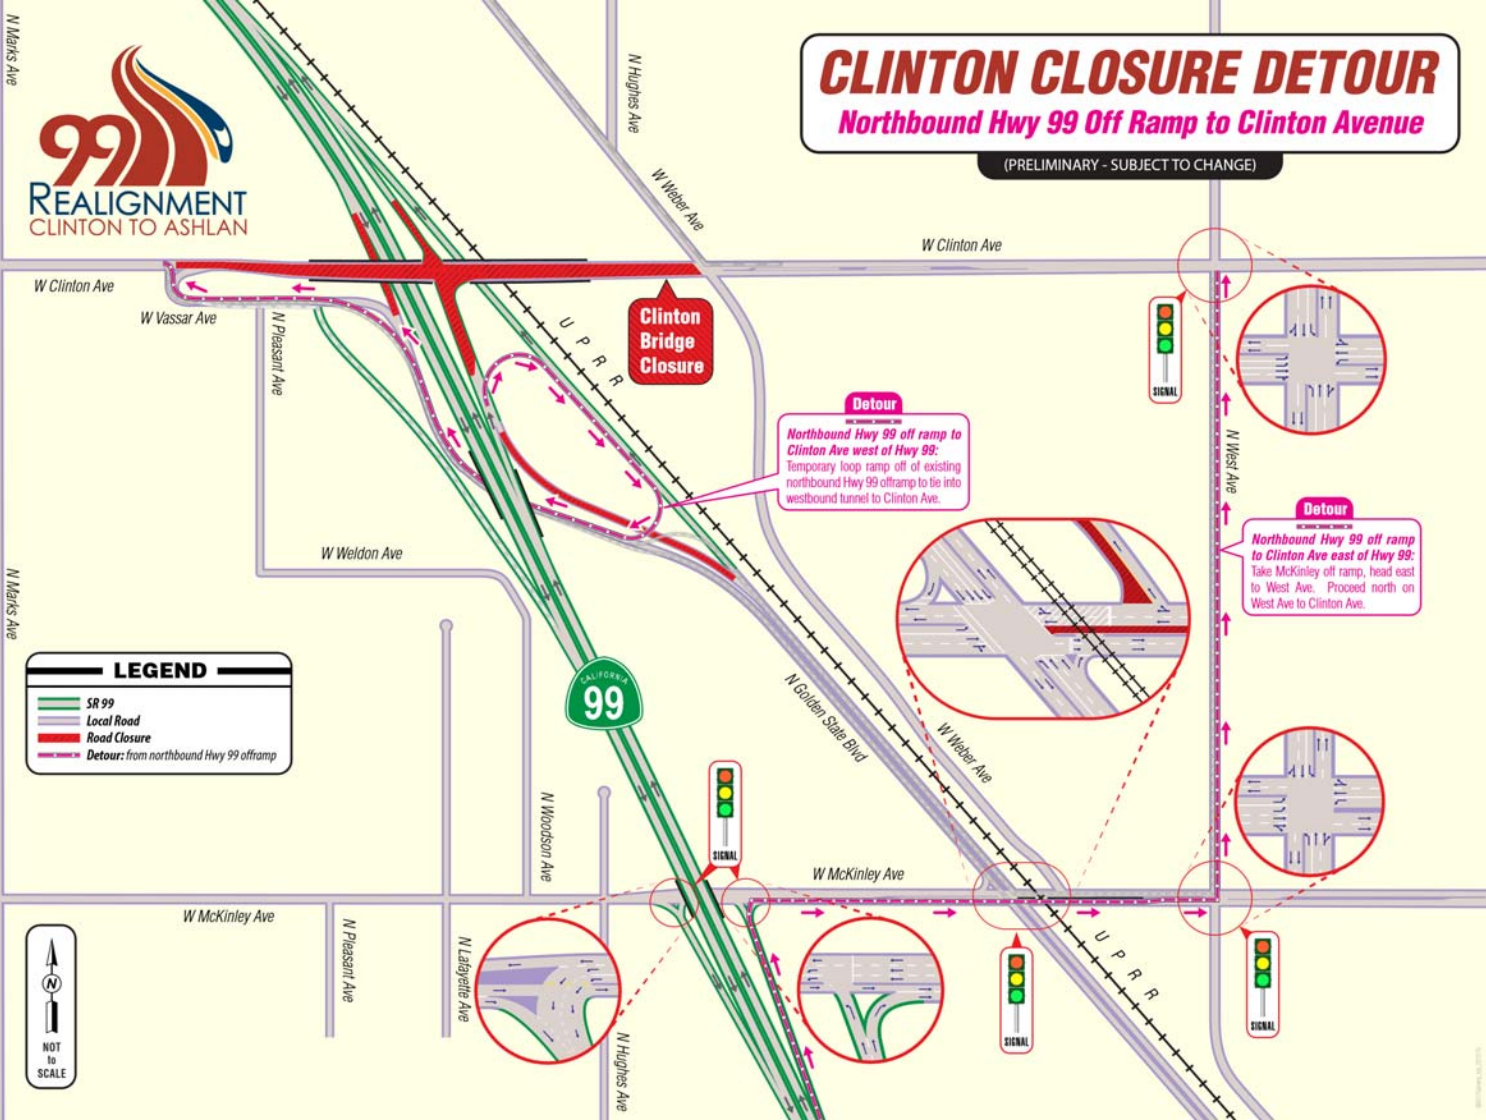 CLINTON CLOSURE DETOUR
Northbound Hwy 99 Off Ramp to Clinton Avenue
(PRELIMINARY - SUBJECT TO CHANGE)
99
REALIGNMENT
CLINTON TO ASHLAN
N Marks Ave
N Hughes Ave
W Weber Ave
W Clinton Ave
W Clinton Ave
W Vassar Ave
N Pleasant Ave
U P R R
Clinton
Bridge
Closure
SIGNAL
Detour
Northbound Hwy 99 off ramp to
Clinton Ave west of Hwy 99:
Temporary loop ramp off of existing
northbound Hwy 99 offramp to tie into
westbound tunnel to Clinton Ave.
N West Ave
Detour
Northbound Hwy 99 off ramp
to Clinton Ave east of Hwy 99:
Take McKinley off ramp, head east
to West Ave. Proceed north on
West Ave to Clinton Ave.
W Weldon Ave
N Marks Ave
LEGEND
SR 99
Local Road
Road Closure
Detour: from northbound Hwy 99 offramp
CALIFORNIA
99
N Golden State Blvd
W Weber Ave
N Woodson Ave
SIGNAL
W McKinley Ave
W McKinley Ave
N Pleasant Ave
N Lafayette Ave
N Hughes Ave
U P R R
SIGNAL
SIGNAL
N
NOT
to
SCALE